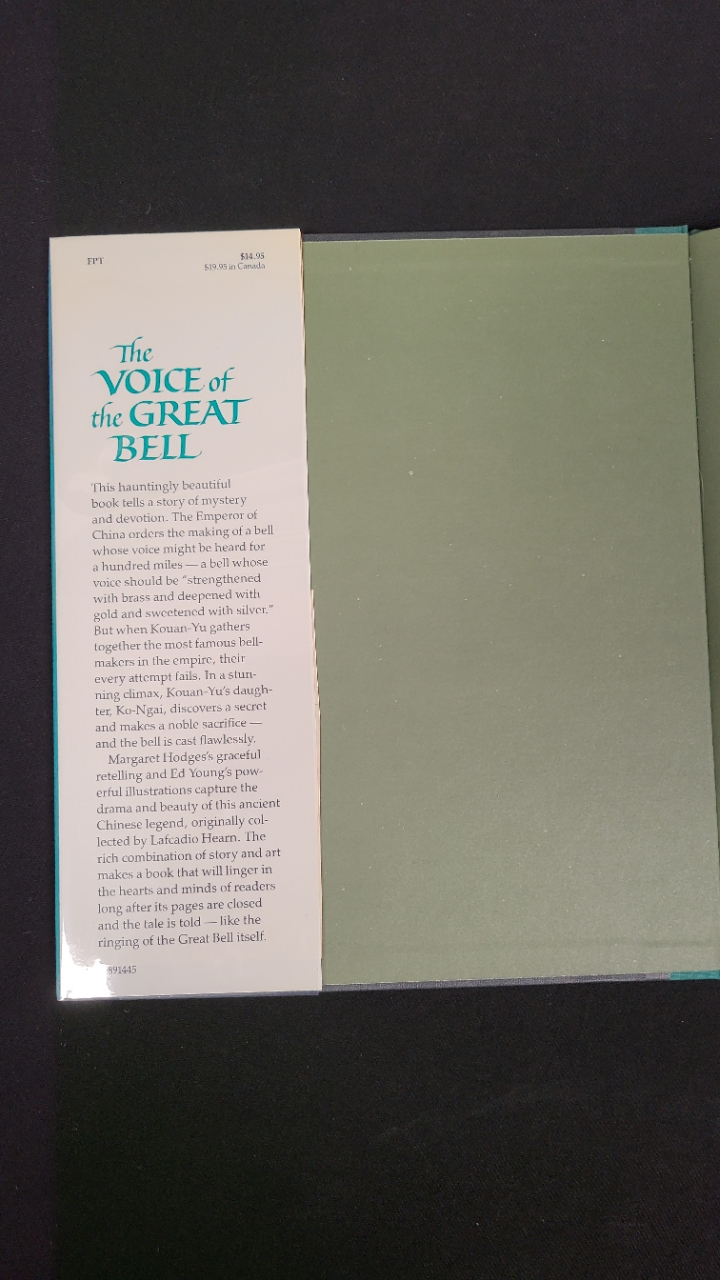 FPT
$14.95
$19.95 in Canada
The
VOICE of
the GREAT
BELL
This hauntingly beautiful
book tells a story of mystery
and devotion. The Emperor of
China orders the making of a bell
whose voice might be heard for
a hundred miles — a bell whose
voice should be “strengthened
with brass and deepened with
gold and sweetened with silver.”
But when Kouan-Yu gathers
together the most famous bell-
makers in the empire, their
every attempt fails. In a stun-
ning climax, Kouan-Yu’s daugh-
ter, Ko-Ngai, discovers a secret
and makes a noble sacrifice —
and the bell is cast flawlessly.
Margaret Hodges’s graceful
retelling and Ed Young’s pow-
erful illustrations capture the
drama and beauty of this ancient
Chinese legend, originally col-
lected by Lafcadio Hearn. The
rich combination of story and art
makes a book that will linger in
the hearts and minds of readers
long after its pages are closed
and the tale is told — like the
ringing of the Great Bell itself.
891445